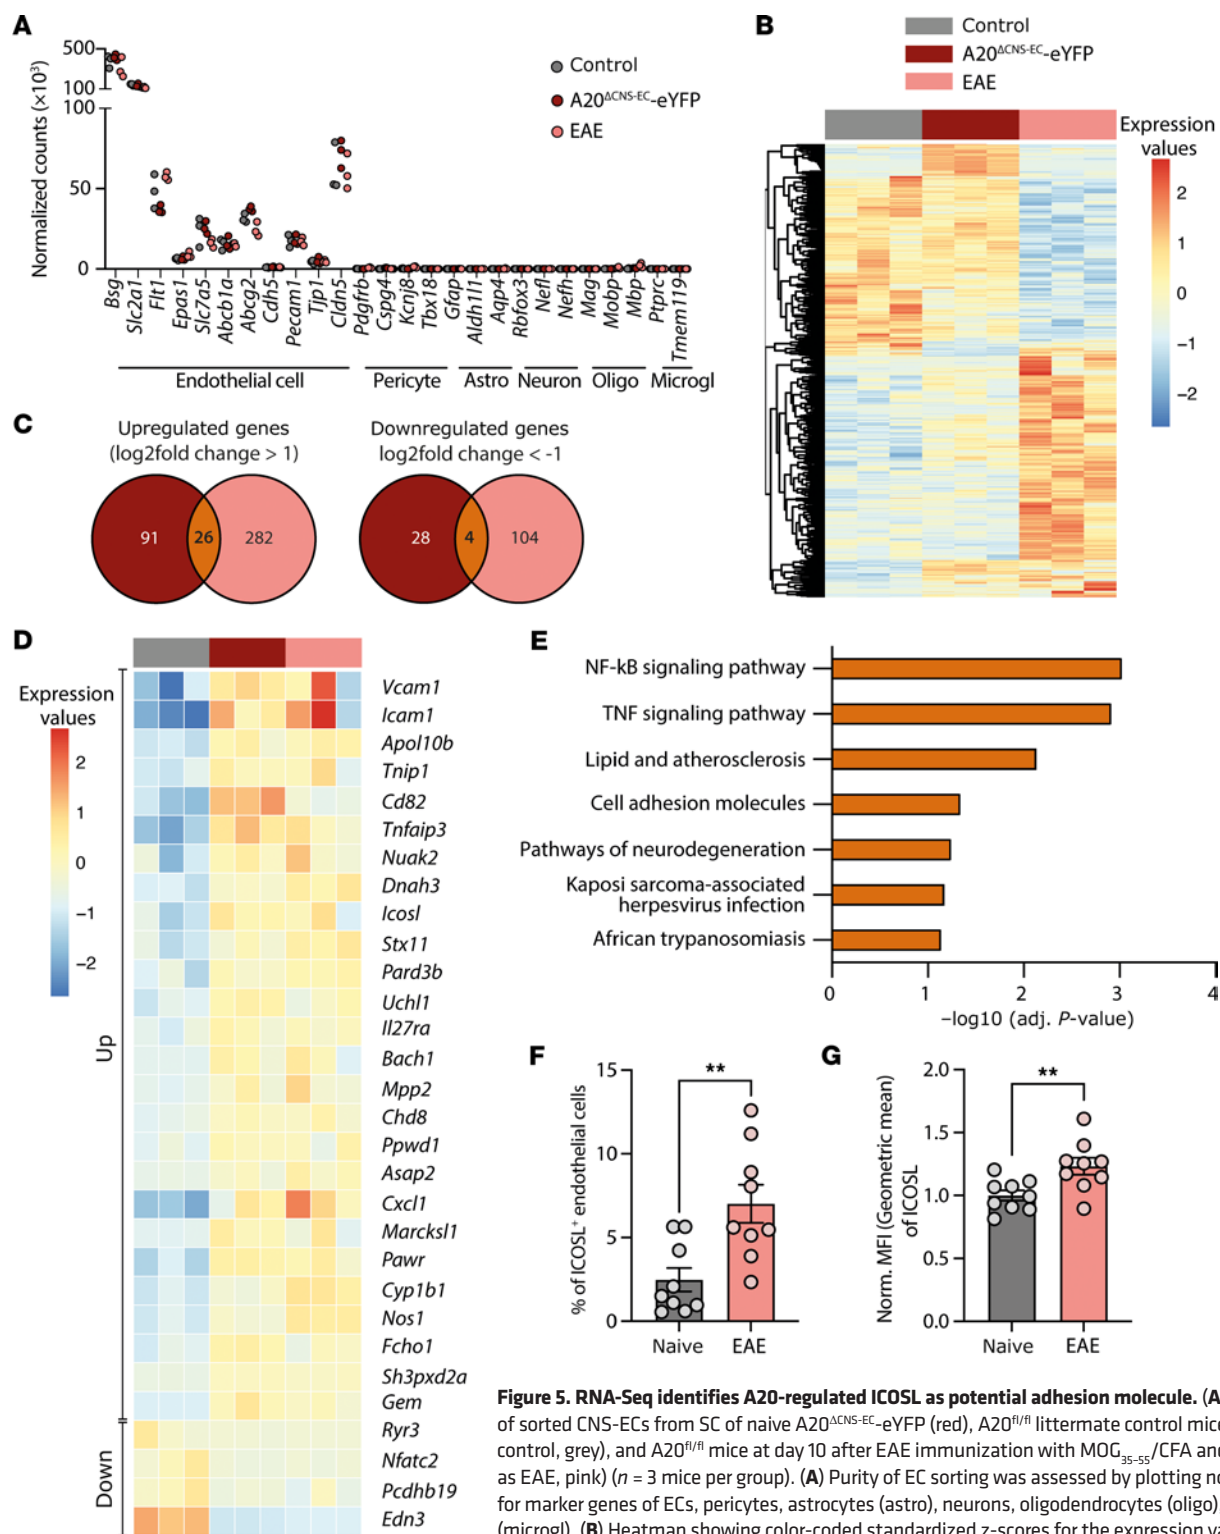 A
Normalized counts (×10³)
500
100
100
50
0
Control
A20ΔCNS-EC-eYFP
EAE
Bsg
Slc2a1
Flt1
Epas1
Slc7a5
Abcb1a
Abcg2
Cdh5
Pecam1
Tjp1
Cldn5
Pdgfrb
Cspg4
Kcnj8
Tbx18
Gfap
Aldh1l1
Aqp4
Rbfox3
Nefl
Nefh
Mag
Mobp
Mbp
Ptprc
Tmem119
Endothelial cell
Pericyte
Astro
Neuron
Oligo
Microgl
B
Control
A20ΔCNS-EC-eYFP
EAE
Expression
values
2
1
0
−1
−2
C
Upregulated genes
(log2fold change > 1)
91
26
282
Downregulated genes
log2fold change < -1
28
4
104
D
Expression
values
2
1
0
−1
−2
Up
Down
Vcam1
Icam1
Apol10b
Tnip1
Cd82
Tnfaip3
Nuak2
Dnah3
Icosl
Stx11
Pard3b
Uchl1
Il27ra
Bach1
Mpp2
Chd8
Ppwd1
Asap2
Cxcl1
Marcksl1
Pawr
Cyp1b1
Nos1
Fcho1
Sh3pxd2a
Gem
Ryr3
Nfatc2
Pcdhb19
Edn3
E
NF-kB signaling pathway
TNF signaling pathway
Lipid and atherosclerosis
Cell adhesion molecules
Pathways of neurodegeneration
Kaposi sarcoma-associated
herpesvirus infection
African trypanosomiasis
0
1
2
3
4
−log10 (adj. P-value)
F
% of ICOSL⁺ endothelial cells
15
10
5
0
**
Naive
EAE
G
Norm. MFI (Geometric mean)
of ICOSL
2.0
1.5
1.0
0.5
0.0
**
Naive
EAE
Figure 5. RNA-Seq identifies A20-regulated ICOSL as potential adhesion molecule. (A
of sorted CNS-ECs from SC of naive A20ΔCNS-EC-eYFP (red), A20fl/fl littermate control mice
control, grey), and A20fl/fl mice at day 10 after EAE immunization with MOG35–55/CFA and
as EAE, pink) (n = 3 mice per group). (A) Purity of EC sorting was assessed by plotting no
for marker genes of ECs, pericytes, astrocytes (astro), neurons, oligodendrocytes (oligo)
(microgl). (B) Heatmap showing color-coded standardized z-scores for the expression va